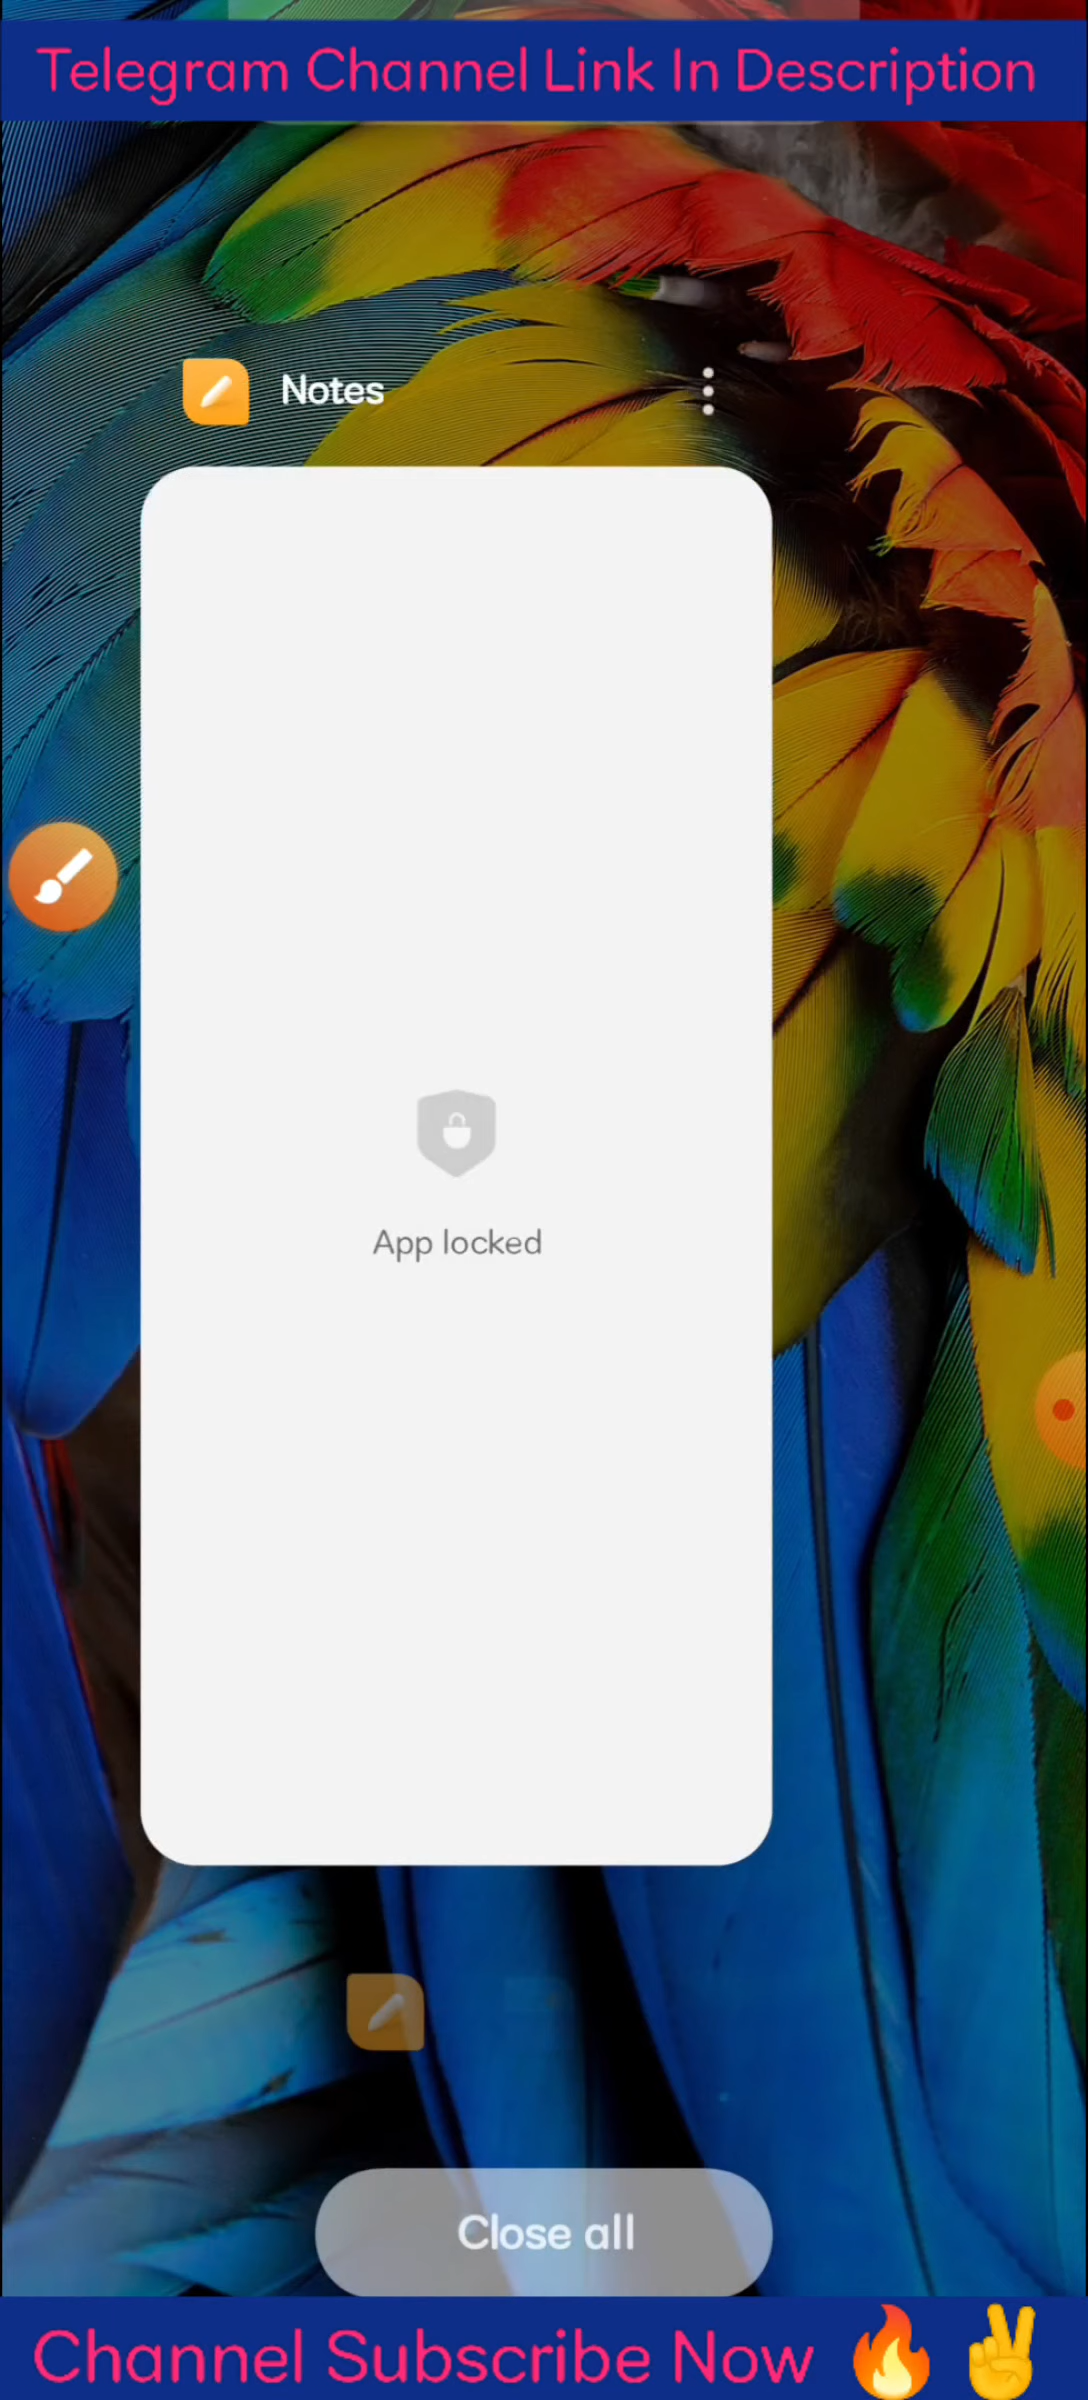 Telegram Channel Link In Description
Notes
App locked
Close all
Channel Subscribe Now 🔥 ✌